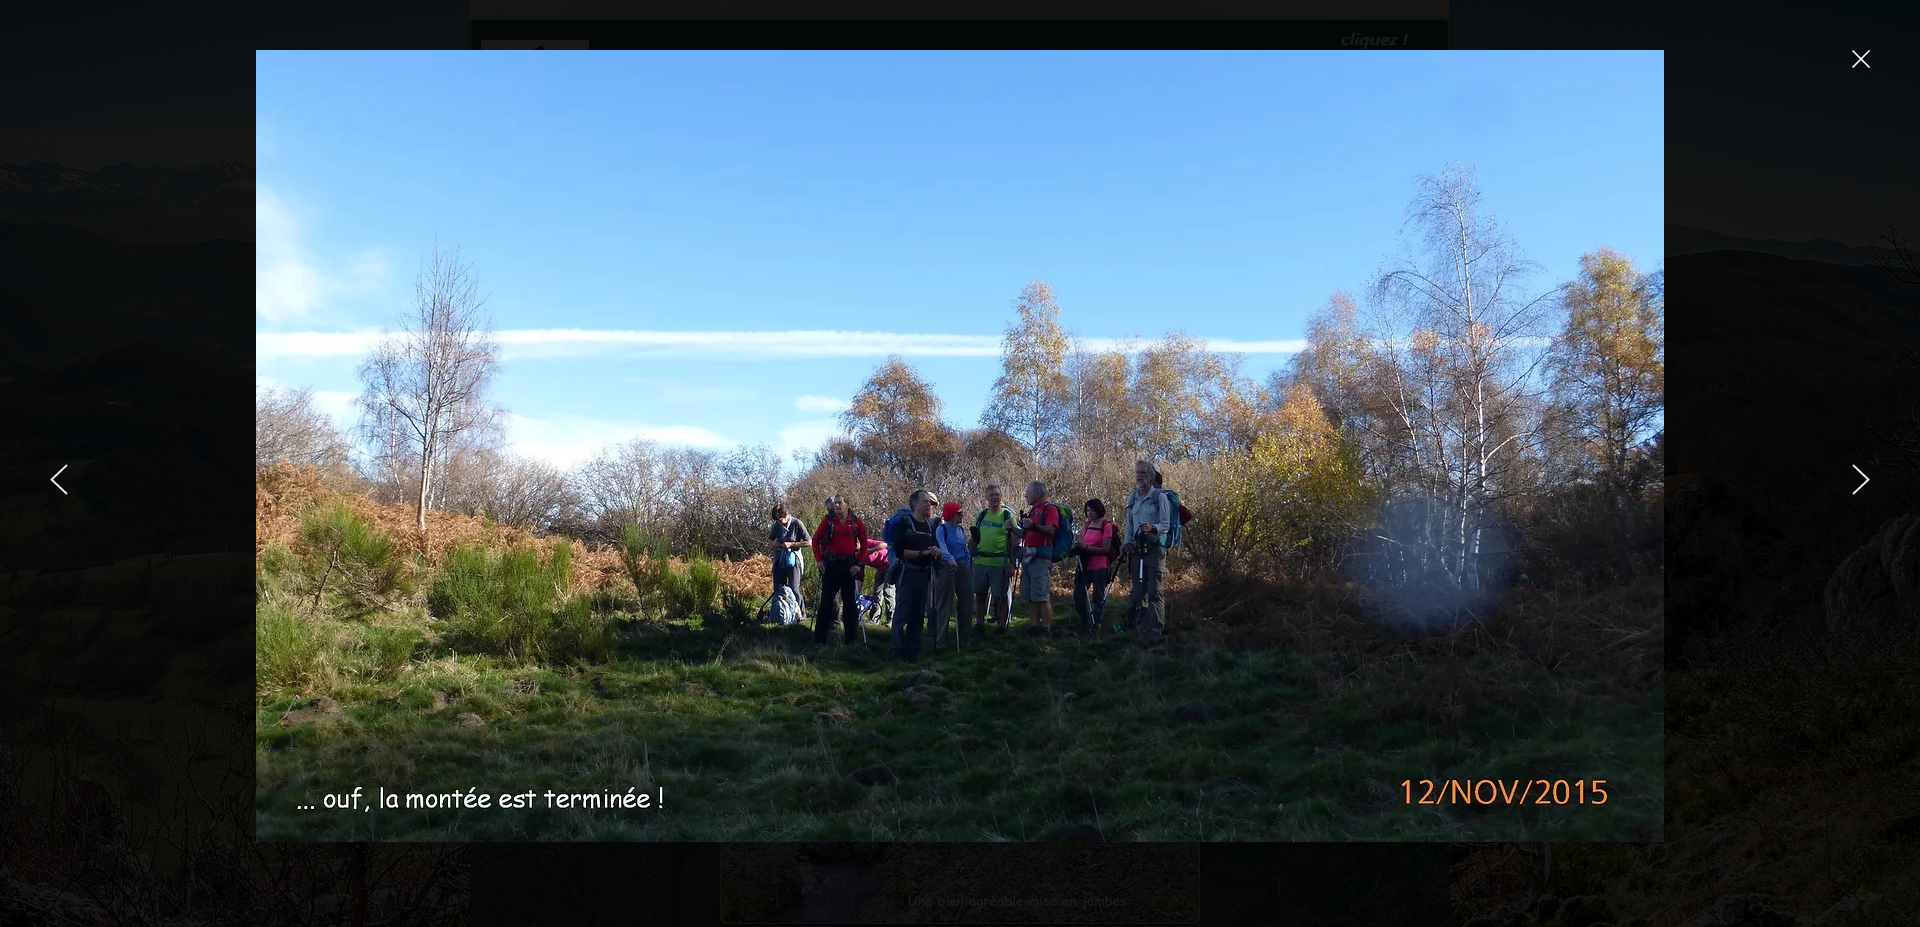 cliquez !
... ouf, la montée est terminée !
12/NOV/2015
Une bien agréable mise en jambes